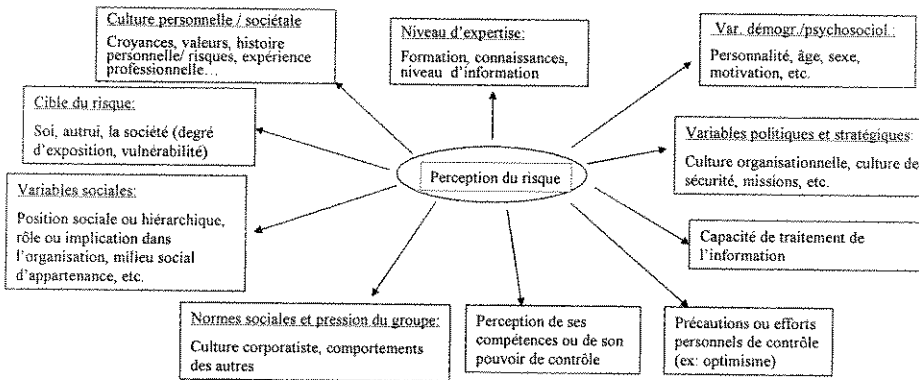 Culture personnelle / sociétale
Croyances, valeurs, histoire
personnelle/ risques, expérience
professionnelle…
Niveau d'expertise:
Formation, connaissances,
niveau d'information
Var. démogr./psychosociol.:
Personnalité, âge, sexe,
motivation, etc.
Cible du risque:
Soi, autrui, la société (degré
d'exposition, vulnérabilité)
Variables politiques et stratégiques:
Culture organisationnelle, culture de
sécurité, missions, etc.
Perception du risque
Variables sociales:
Position sociale ou hiérarchique,
rôle ou implication dans
l'organisation, milieu social
d'appartenance, etc.
Capacité de traitement de
l'information
Normes sociales et pression du groupe:
Culture corporatiste, comportements
des autres
Perception de ses
compétences ou de son
pouvoir de contrôle
Précautions ou efforts
personnels de contrôle
(ex: optimisme)